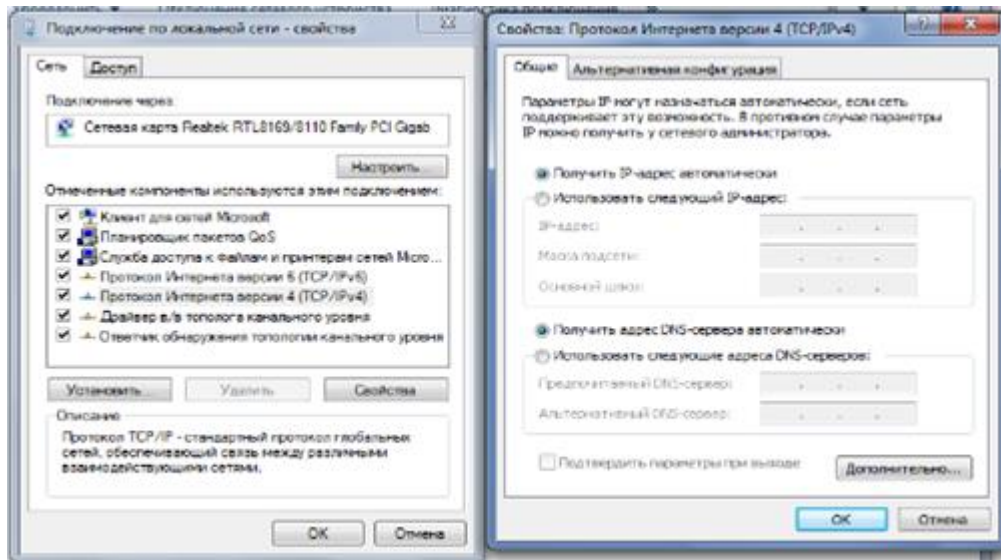 Подключение по локальной сети - свойства
Сеть
Доступ
Подключение через:
Сетевая карта Realtek RTL8169/8110 Family PCI Gigab
Настроить...
Отмеченные компоненты используются этим подключением:
Клиент для сетей Microsoft
Планировщик пакетов QoS
Служба доступа к файлам и принтерам сетей Micro...
Протокол Интернета версии 6 (TCP/IPv6)
Протокол Интернета версии 4 (TCP/IPv4)
Драйвер в/в тополога канального уровня
Ответчик обнаружения топологии канального уровня
Установить...
Удалить
Свойства
Описание
Протокол TCP/IP - стандартный протокол глобальных
сетей, обеспечивающий связь между различными
взаимодействующими сетями.
OK
Отмена
Свойства: Протокол Интернета версии 4 (TCP/IPv4)
Общие
Альтернативная конфигурация
Параметры IP могут назначаться автоматически, если сеть
поддерживает эту возможность. В противном случае параметры
IP можно получить у сетевого администратора.
Получить IP-адрес автоматически
Использовать следующий IP-адрес:
IP-адрес:
Маска подсети:
Основной шлюз:
Получить адрес DNS-сервера автоматически
Использовать следующие адреса DNS-серверов:
Предпочитаемый DNS-сервер:
Альтернативный DNS-сервер:
Подтвердить параметры при выходе
Дополнительно...
OK
Отмена